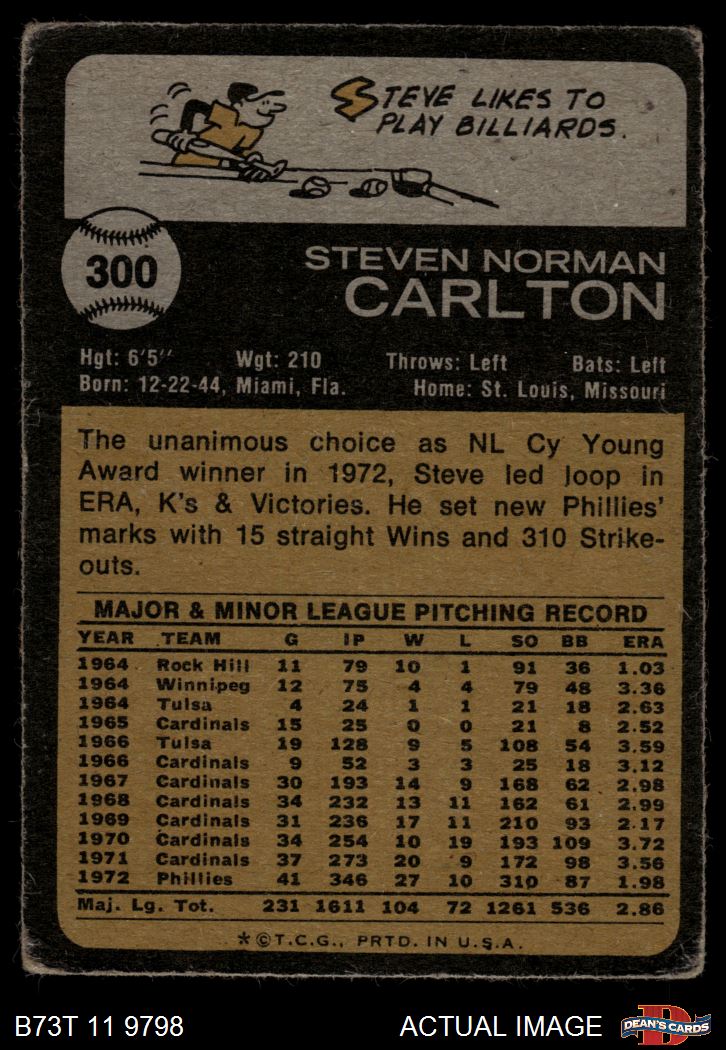 STEVE LIKES TO
PLAY BILLIARDS.
300
STEVEN NORMAN
CARLTON
Hgt: 6'5" Wgt: 210 Throws: Left Bats: Left
Born: 12-22-44, Miami, Fla. Home: St. Louis, Missouri
The unanimous choice as NL Cy Young
Award winner in 1972, Steve led loop in
ERA, K's & Victories. He set new Phillies'
marks with 15 straight Wins and 310 Strike-
outs.
MAJOR & MINOR LEAGUE PITCHING RECORD
YEAR TEAM G IP W L SO BB ERA
1964 Rock Hill 11 79 10 1 91 36 1.03
1964 Winnipeg 12 75 4 4 79 48 3.36
1964 Tulsa 4 24 1 1 21 18 2.63
1965 Cardinals 15 25 0 0 21 8 2.52
1966 Tulsa 19 128 9 5 108 54 3.59
1966 Cardinals 9 52 3 3 25 18 3.12
1967 Cardinals 30 193 14 9 168 62 2.98
1968 Cardinals 34 232 13 11 162 61 2.99
1969 Cardinals 31 236 17 11 210 93 2.17
1970 Cardinals 34 254 10 19 193 109 3.72
1971 Cardinals 37 273 20 9 172 98 3.56
1972 Phillies 41 346 27 10 310 87 1.98
Maj. Lg. Tot. 231 1611 104 72 1261 536 2.86
*©T.C.G., PRTD. IN U.S.A.
B73T 11 9798 ACTUAL IMAGE D DEAN'S CARDS